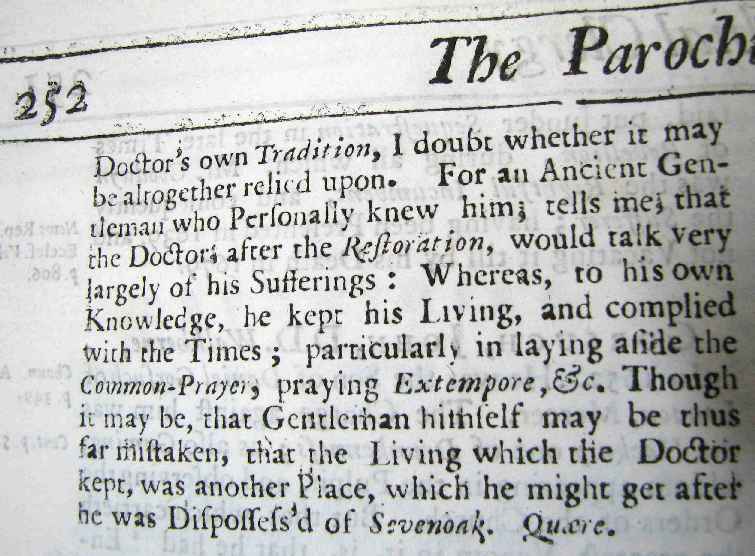 252
The Paroch
Doctor's own Tradition, I doubt whether it may
be altogether relied upon. For an Ancient Gen-
tleman who Perſonally knew him, tells me, that
the Doctor, after the Reſtoration, would talk very
largely of his Sufferings : Whereas, to his own
Knowledge, he kept his Living, and complied
with the Times ; particularly in laying aſide the
Common-Prayer, praying Extempore, &c. Though
it may be, that Gentleman himſelf may be thus
far miſtaken, that the Living which the Doctor
kept, was another Place, which he might get after
he was Diſpoſſeſs'd of Sevenoak. Quære.